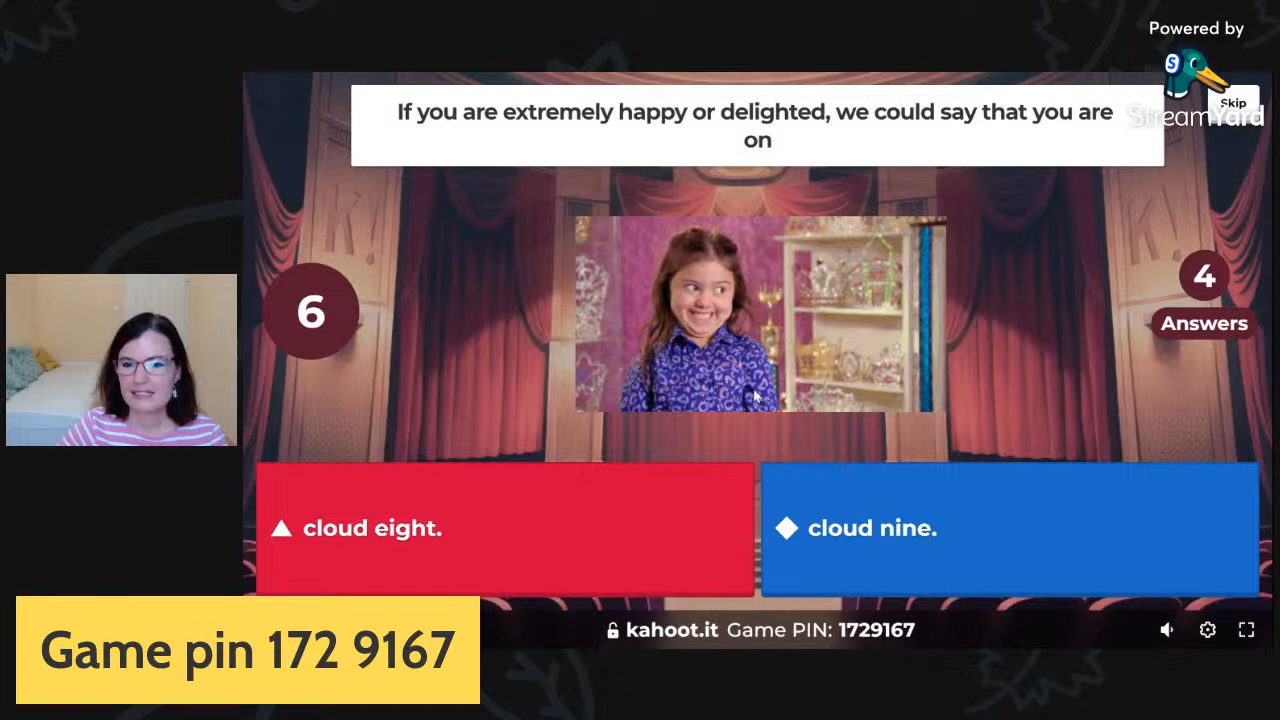 Powered by
StreamYard
Skip
If you are extremely happy or delighted, we could say that you are
on
K!
K!
6
4
Answers
cloud eight.
cloud nine.
kahoot.it Game PIN: 1729167
Game pin 172 9167